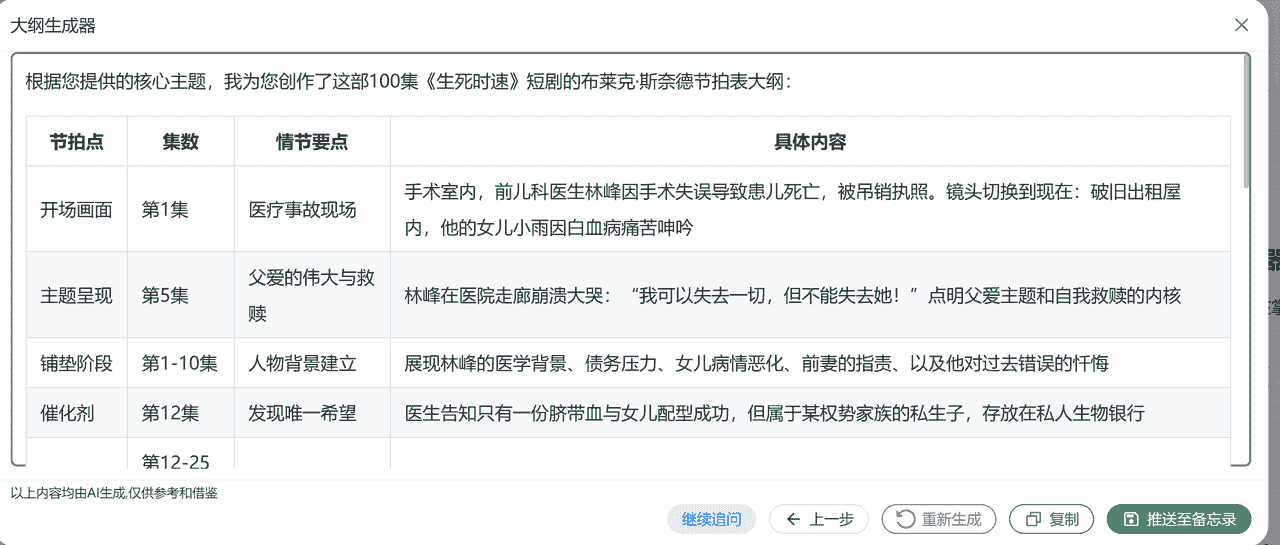 大纲生成器
根据您提供的核心主题，我为您创作了这部100集《生死时速》短剧的布莱克·斯奈德节拍表大纲：
节拍点 集数 情节要点 具体内容
开场画面 第1集 医疗事故现场 手术室内，前儿科医生林峰因手术失误导致患儿死亡，被吊销执照。镜头切换到现在：破旧出租屋
内，他的女儿小雨因白血病痛苦呻吟
主题呈现 第5集 父爱的伟大与救
赎 林峰在医院走廊崩溃大哭：“我可以失去一切，但不能失去她！”点明父爱主题和自我救赎的内核
铺垫阶段 第1-10集 人物背景建立 展现林峰的医学背景、债务压力、女儿病情恶化、前妻的指责、以及他对过去错误的忏悔
催化剂 第12集 发现唯一希望 医生告知只有一份脐带血与女儿配型成功，但属于某权势家族的私生子，存放在私人生物银行
第12-25
以上内容均由AI生成,仅供参考和借鉴
继续追问 上一步 重新生成 复制 推送至备忘录